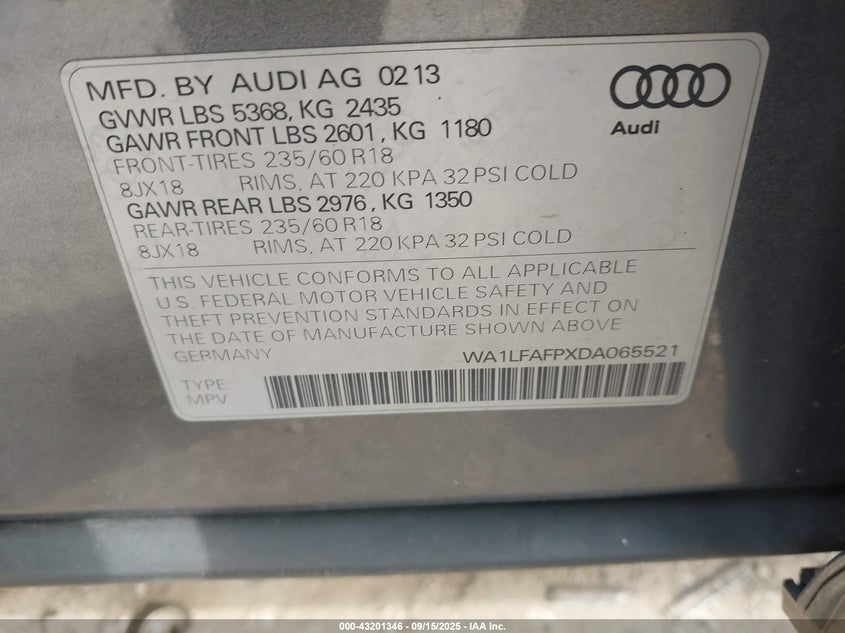 MFD. BY AUDI AG 02 13
GVWR LBS 5368, KG 2435
GAWR FRONT LBS 2601, KG 1180
FRONT-TIRES 235/60 R18
8JX18 RIMS, AT 220 KPA 32 PSI COLD
GAWR REAR LBS 2976, KG 1350
REAR-TIRES 235/60 R18
8JX18 RIMS, AT 220 KPA 32 PSI COLD
Audi
THIS VEHICLE CONFORMS TO ALL APPLICABLE
U.S. FEDERAL MOTOR VEHICLE SAFETY AND
THEFT PREVENTION STANDARDS IN EFFECT ON
THE DATE OF MANUFACTURE SHOWN ABOVE
GERMANY WA1LFAFPXDA065521
TYPE
MPV
000-43201346 - 09/15/2025 - IAA Inc.